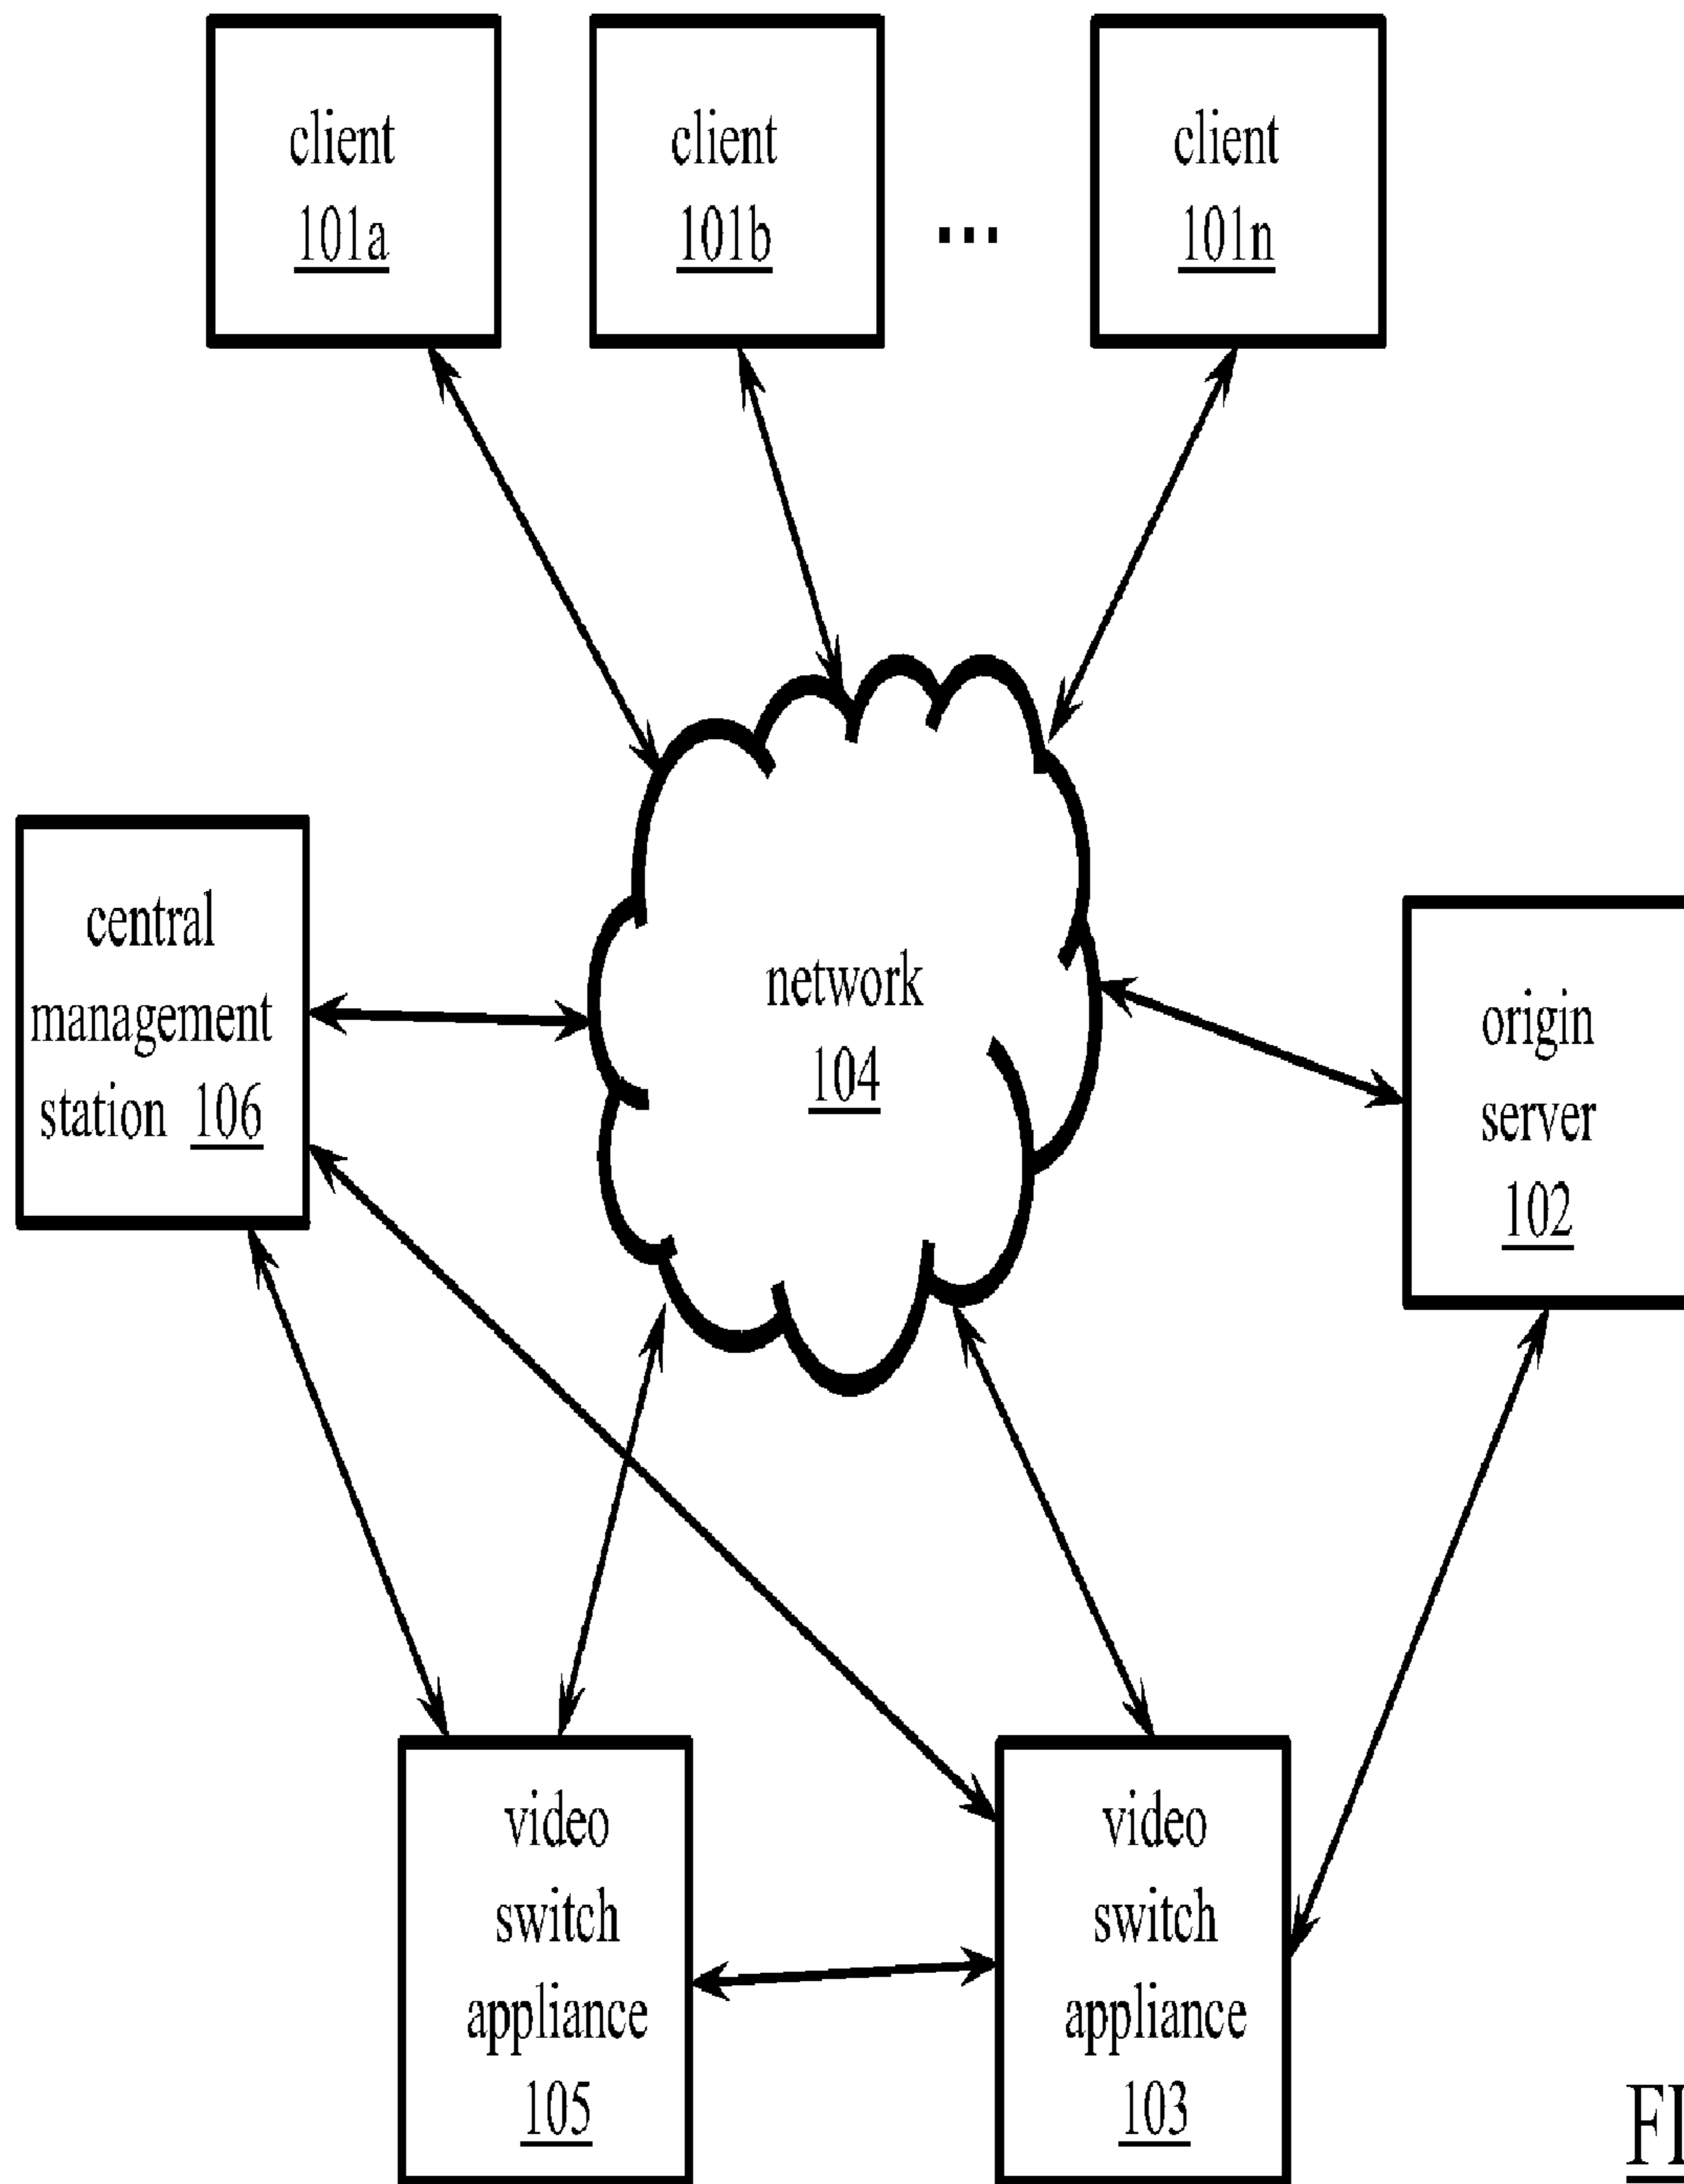 client
101a
client
101b
...
client
101n
central
management
station 106
network
104
origin
server
102
video
switch
appliance
105
video
switch
appliance
103